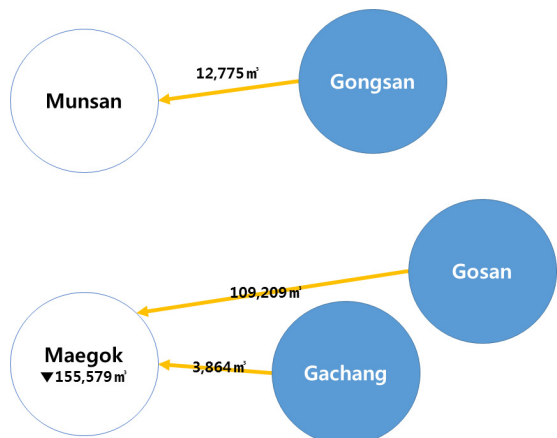 12,775㎥
Gongsan
Munsan
Gosan
109,209㎥
Maegok
▼155,579㎥
3,864㎥
Gachang